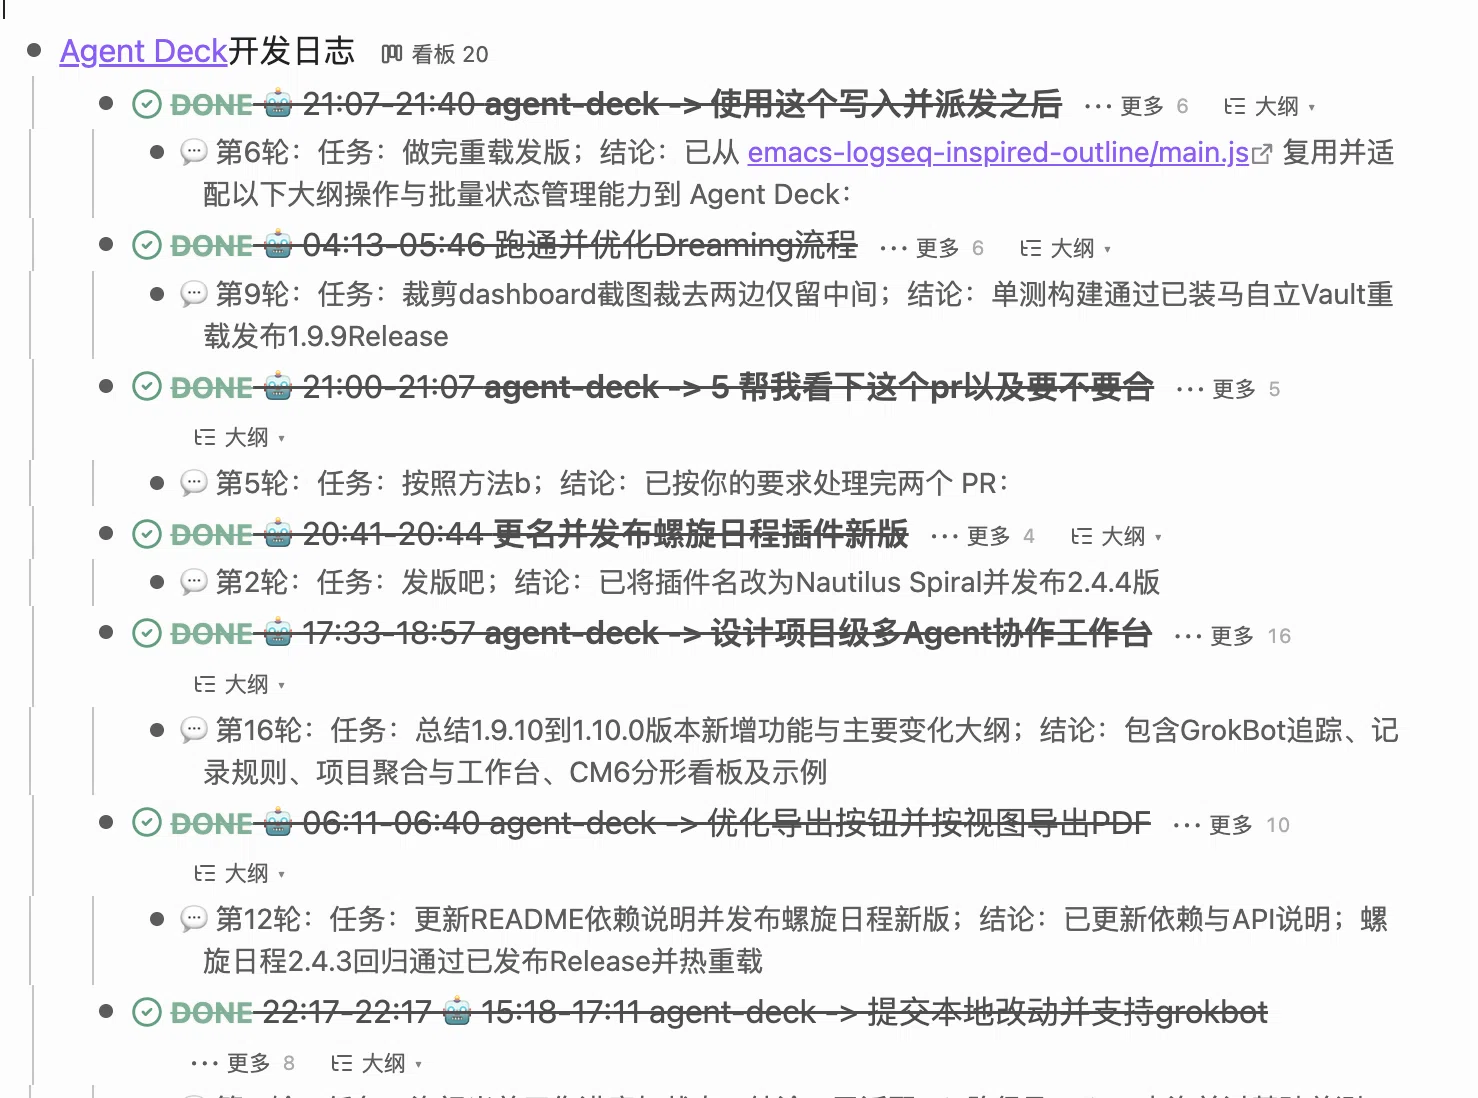 Agent Deck开发日志 看板 20
DONE 🤖 21:07-21:40 agent-deck -> 使用这个写入并派发之后 ··· 更多 6 大纲 ▾
💬 第6轮：任务：做完重载发版；结论：已从 emacs-logseq-inspired-outline/main.js 复用并适
配以下大纲操作与批量状态管理能力到 Agent Deck：
DONE 🤖 04:13-05:46 跑通并优化Dreaming流程 ··· 更多 6 大纲 ▾
💬 第9轮：任务：裁剪dashboard截图裁去两边仅留中间；结论：单测构建通过已装马自立Vault重
载发布1.9.9Release
DONE 🤖 21:00-21:07 agent-deck -> 5 帮我看下这个pr以及要不要合 ··· 更多 5
大纲 ▾
💬 第5轮：任务：按照方法b；结论：已按你的要求处理完两个 PR：
DONE 🤖 20:41-20:44 更名并发布螺旋日程插件新版 ··· 更多 4 大纲 ▾
💬 第2轮：任务：发版吧；结论：已将插件名改为Nautilus Spiral并发布2.4.4版
DONE 🤖 17:33-18:57 agent-deck -> 设计项目级多Agent协作工作台 ··· 更多 16
大纲 ▾
💬 第16轮：任务：总结1.9.10到1.10.0版本新增功能与主要变化大纲；结论：包含GrokBot追踪、记
录规则、项目聚合与工作台、CM6分形看板及示例
DONE 🤖 06:11-06:40 agent-deck -> 优化导出按钮并按视图导出PDF ··· 更多 10
大纲 ▾
💬 第12轮：任务：更新README依赖说明并发布螺旋日程新版；结论：已更新依赖与API说明；螺
旋日程2.4.3回归通过已发布Release并热重载
DONE 22:17-22:17 🤖 15:18-17:11 agent-deck -> 提交本地改动并支持grokbot
··· 更多 8 大纲 ▾